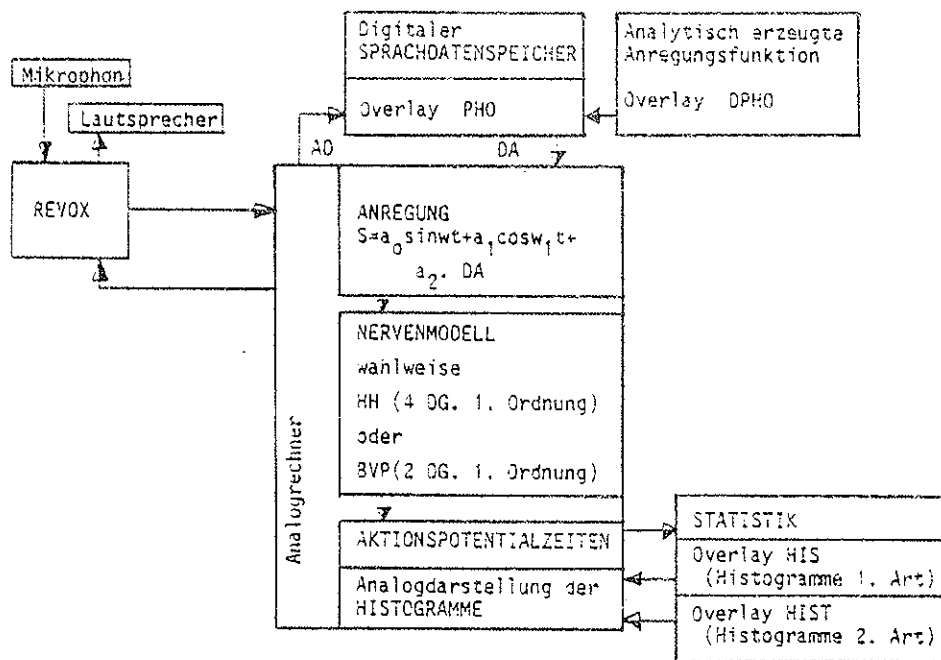 Digitaler
SPRACHDATENSPEICHER
Overlay PHO
Analytisch erzeugte
Anregungsfunktion
Overlay DPHO
Mikrophon
Lautsprecher
AD
DA
REVOX
Analogrechner
ANREGUNG
S=a₀sinwt+a₁cosw₁t+
a₂. DA
NERVENMODELL
wahlweise
HH (4 DG. 1. Ordnung)
oder
BVP(2 DG. 1. Ordnung)
AKTIONSPOTENTIALZEITEN
Analogdarstellung der
HISTOGRAMME
STATISTIK
Overlay HIS
(Histogramme 1. Art)
Overlay HIST
(Histogramme 2. Art)